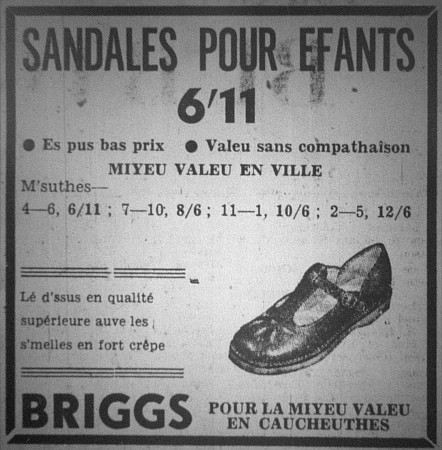 SANDALES POUR EFANTS
6'11
● Es pus bas prix ● Valeu sans compathaîson
MIYEU VALEU EN VILLE
M'suthes—
4—6, 6/11 ; 7—10, 8/6 ; 11—1, 10/6 ; 2—5, 12/6
Lé d'ssus en qualité
supérieure auve les
s'melles en fort crêpe
BRIGGS
POUR LA MIYEU VALEU
EN CAUCHEUTHES